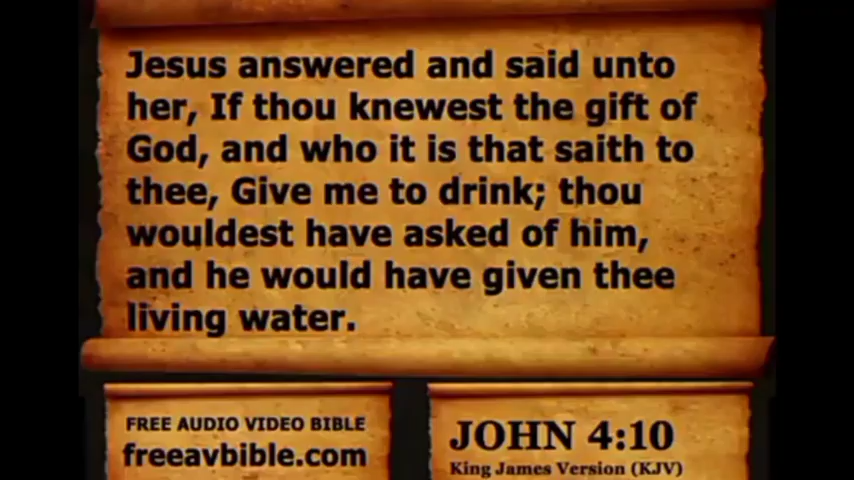 Jesus answered and said unto
her, If thou knewest the gift of
God, and who it is that saith to
thee, Give me to drink; thou
wouldest have asked of him,
and he would have given thee
living water.
FREE AUDIO VIDEO BIBLE
freeavbible.com
JOHN 4:10
King James Version (KJV)